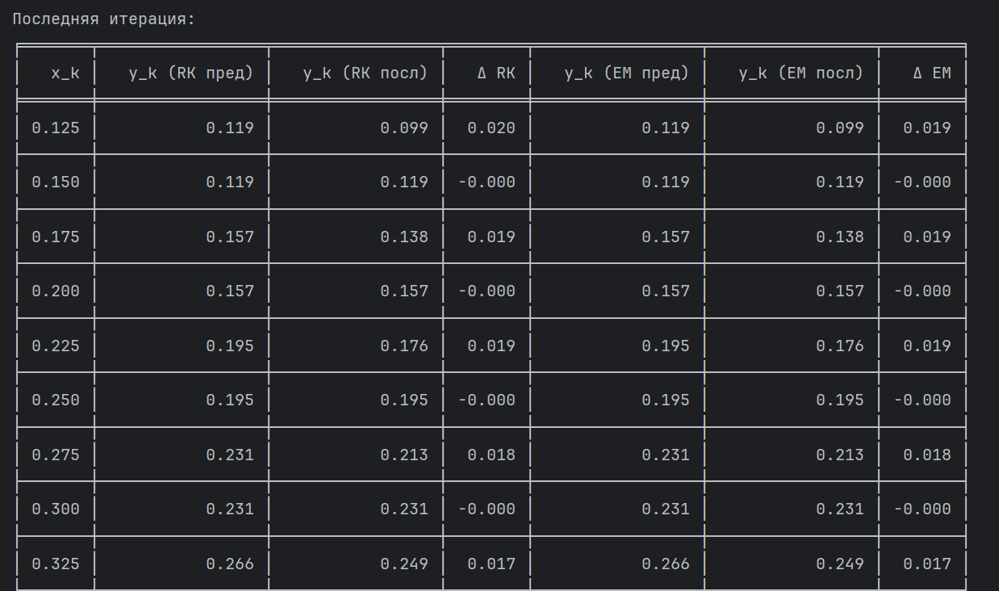 Последняя итерация:
x_k y_k (RK пред) y_k (RK посл) Δ RK y_k (EM пред) y_k (EM посл) Δ EM
0.125 0.119 0.099 0.020 0.119 0.099 0.019
0.150 0.119 0.119 -0.000 0.119 0.119 -0.000
0.175 0.157 0.138 0.019 0.157 0.138 0.019
0.200 0.157 0.157 -0.000 0.157 0.157 -0.000
0.225 0.195 0.176 0.019 0.195 0.176 0.019
0.250 0.195 0.195 -0.000 0.195 0.195 -0.000
0.275 0.231 0.213 0.018 0.231 0.213 0.018
0.300 0.231 0.231 -0.000 0.231 0.231 -0.000
0.325 0.266 0.249 0.017 0.266 0.249 0.017